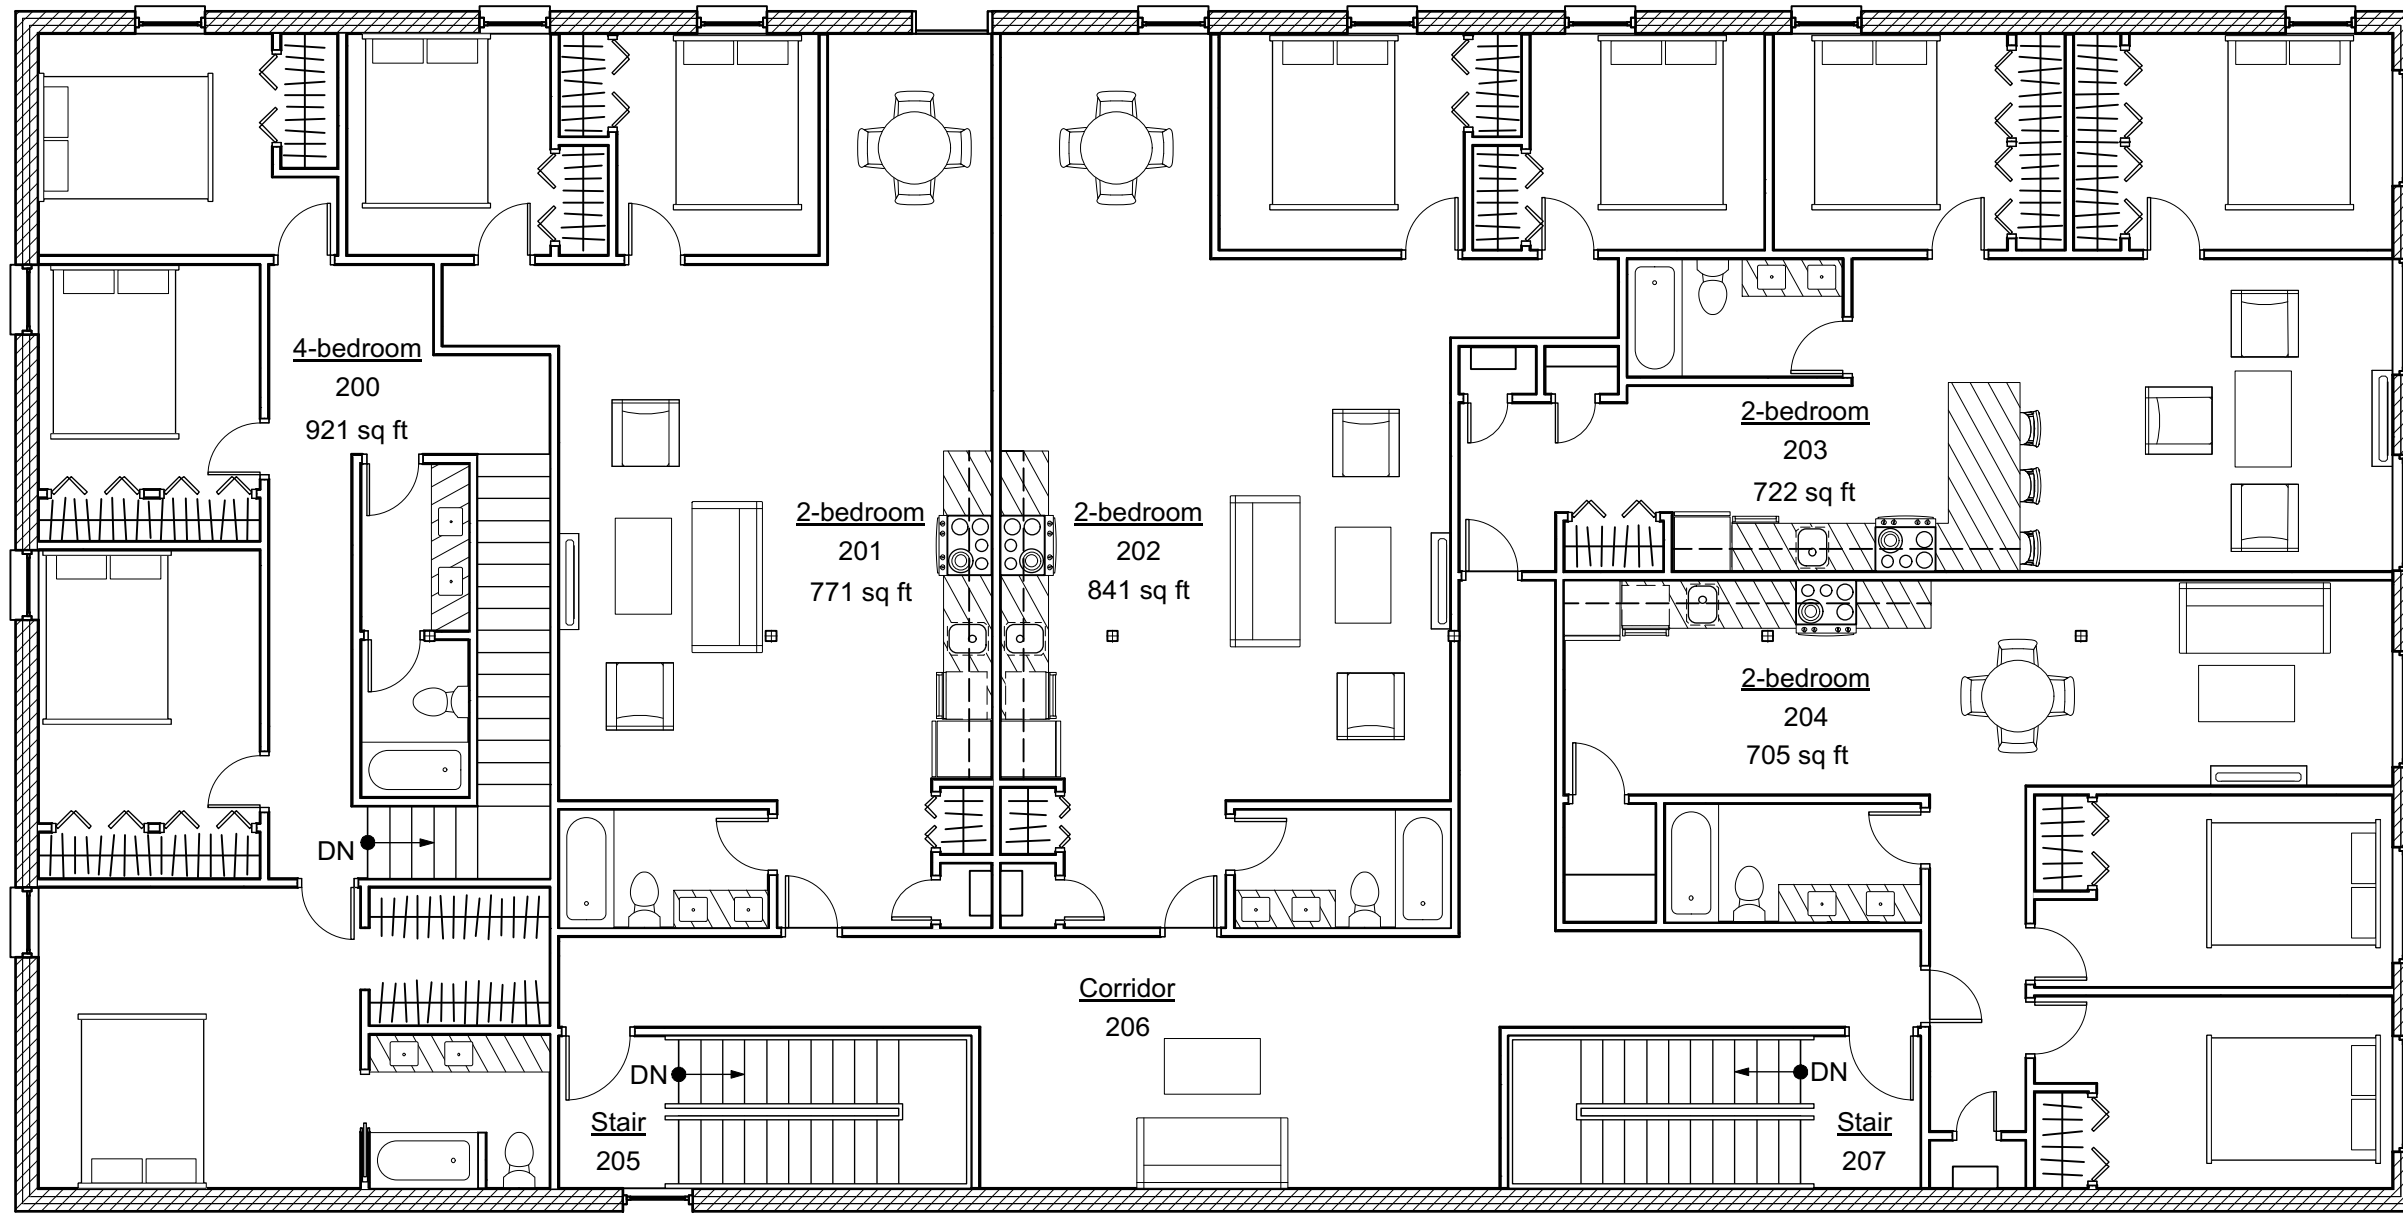 4-bedroom
200
921 sq ft
2-bedroom
201
771 sq ft
2-bedroom
202
841 sq ft
2-bedroom
203
722 sq ft
2-bedroom
204
705 sq ft
DN
Corridor
206
DN
Stair
205
DN
Stair
207